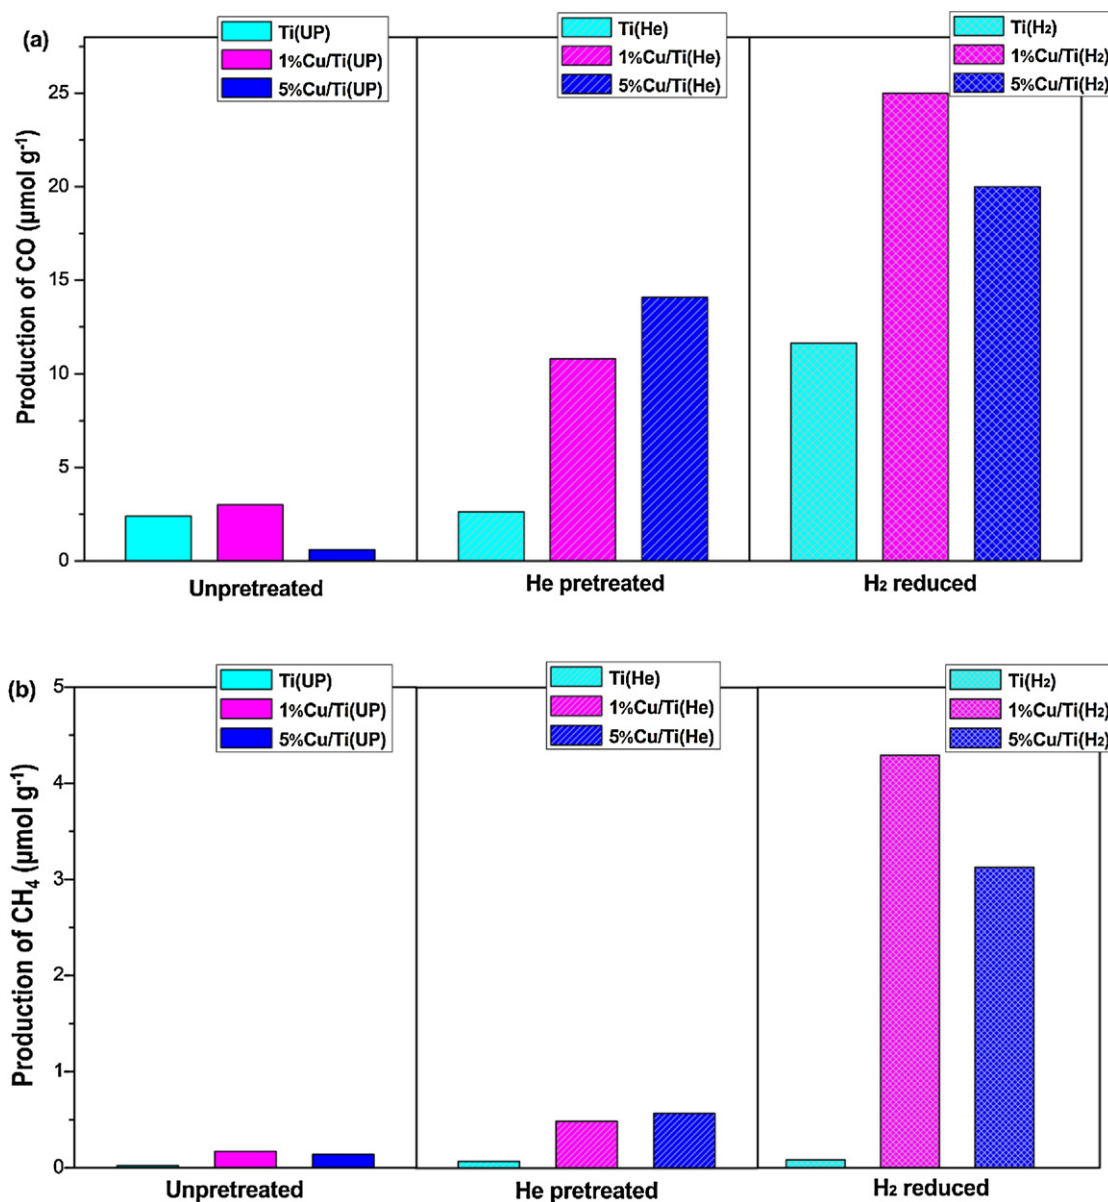 (a)
Ti(UP)
1%Cu/Ti(UP)
5%Cu/Ti(UP)
Ti(He)
1%Cu/Ti(He)
5%Cu/Ti(He)
Ti(H₂)
1%Cu/Ti(H₂)
5%Cu/Ti(H₂)
Production of CO (μmol g⁻¹)
25
20
15
10
5
0
Unpretreated
He pretreated
H₂ reduced
(b)
Ti(UP)
1%Cu/Ti(UP)
5%Cu/Ti(UP)
Ti(He)
1%Cu/Ti(He)
5%Cu/Ti(He)
Ti(H₂)
1%Cu/Ti(H₂)
5%Cu/Ti(H₂)
Production of CH₄ (μmol g⁻¹)
5
4
3
2
1
0
Unpretreated
He pretreated
H₂ reduced